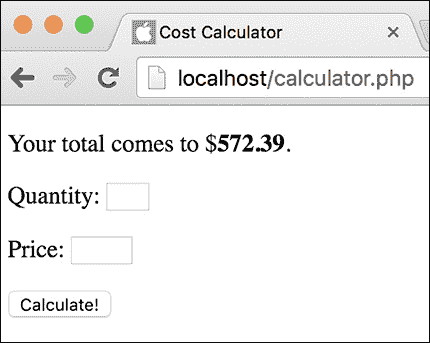 Cost Calculator
localhost/calculator.php
Your total comes to $572.39.
Quantity:
Price:
Calculate!